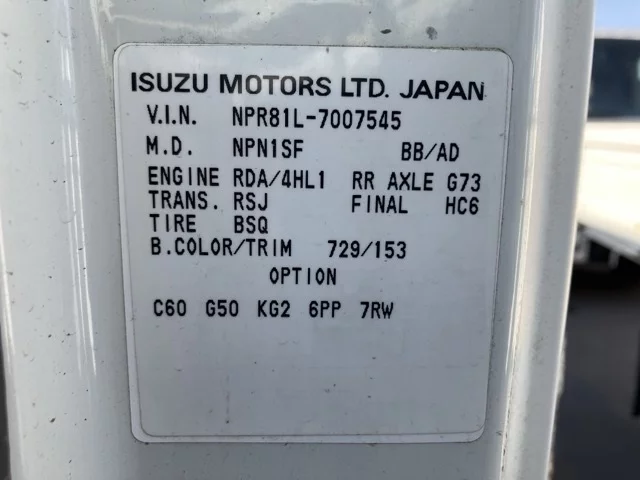 ISUZU MOTORS LTD. JAPAN
V.I.N. NPR81L-7007545
M.D. NPN1SF BB/AD
ENGINE RDA/4HL1 RR AXLE G73
TRANS. RSJ FINAL HC6
TIRE BSQ
B.COLOR/TRIM 729/153
OPTION
C60 G50 KG2 6PP 7RW